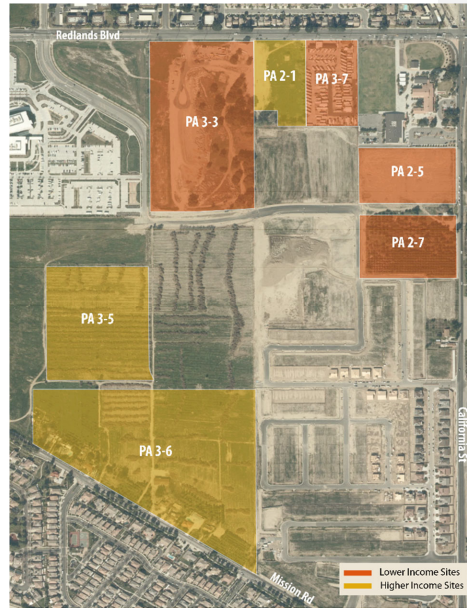 Redlands Blvd
PA 3-3
PA 2-1
PA 3-7
PA 2-5
PA 2-7
PA 3-5
PA 3-6
California St
Mission Rd
Lower Income Sites
Higher Income Sites